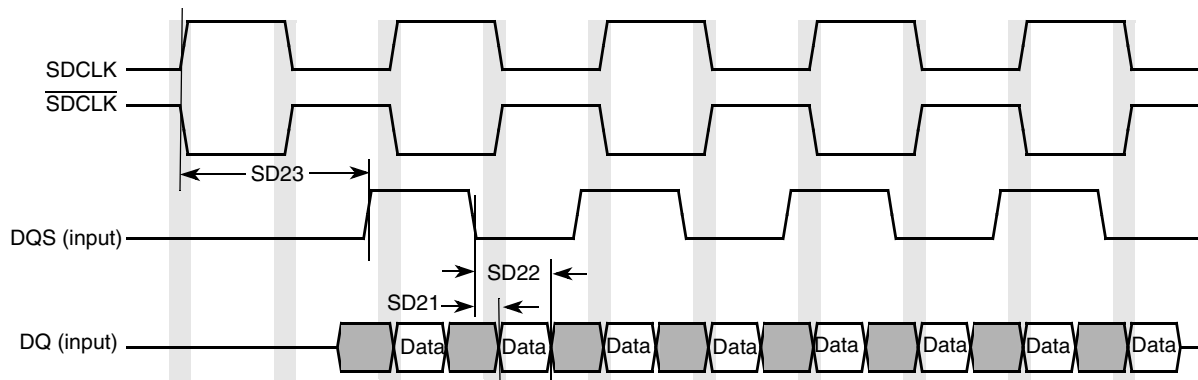 SDCLK
SDCLK
SD23
DQS (input)
SD22
SD21
DQ (input)
Data Data Data Data Data Data Data Data